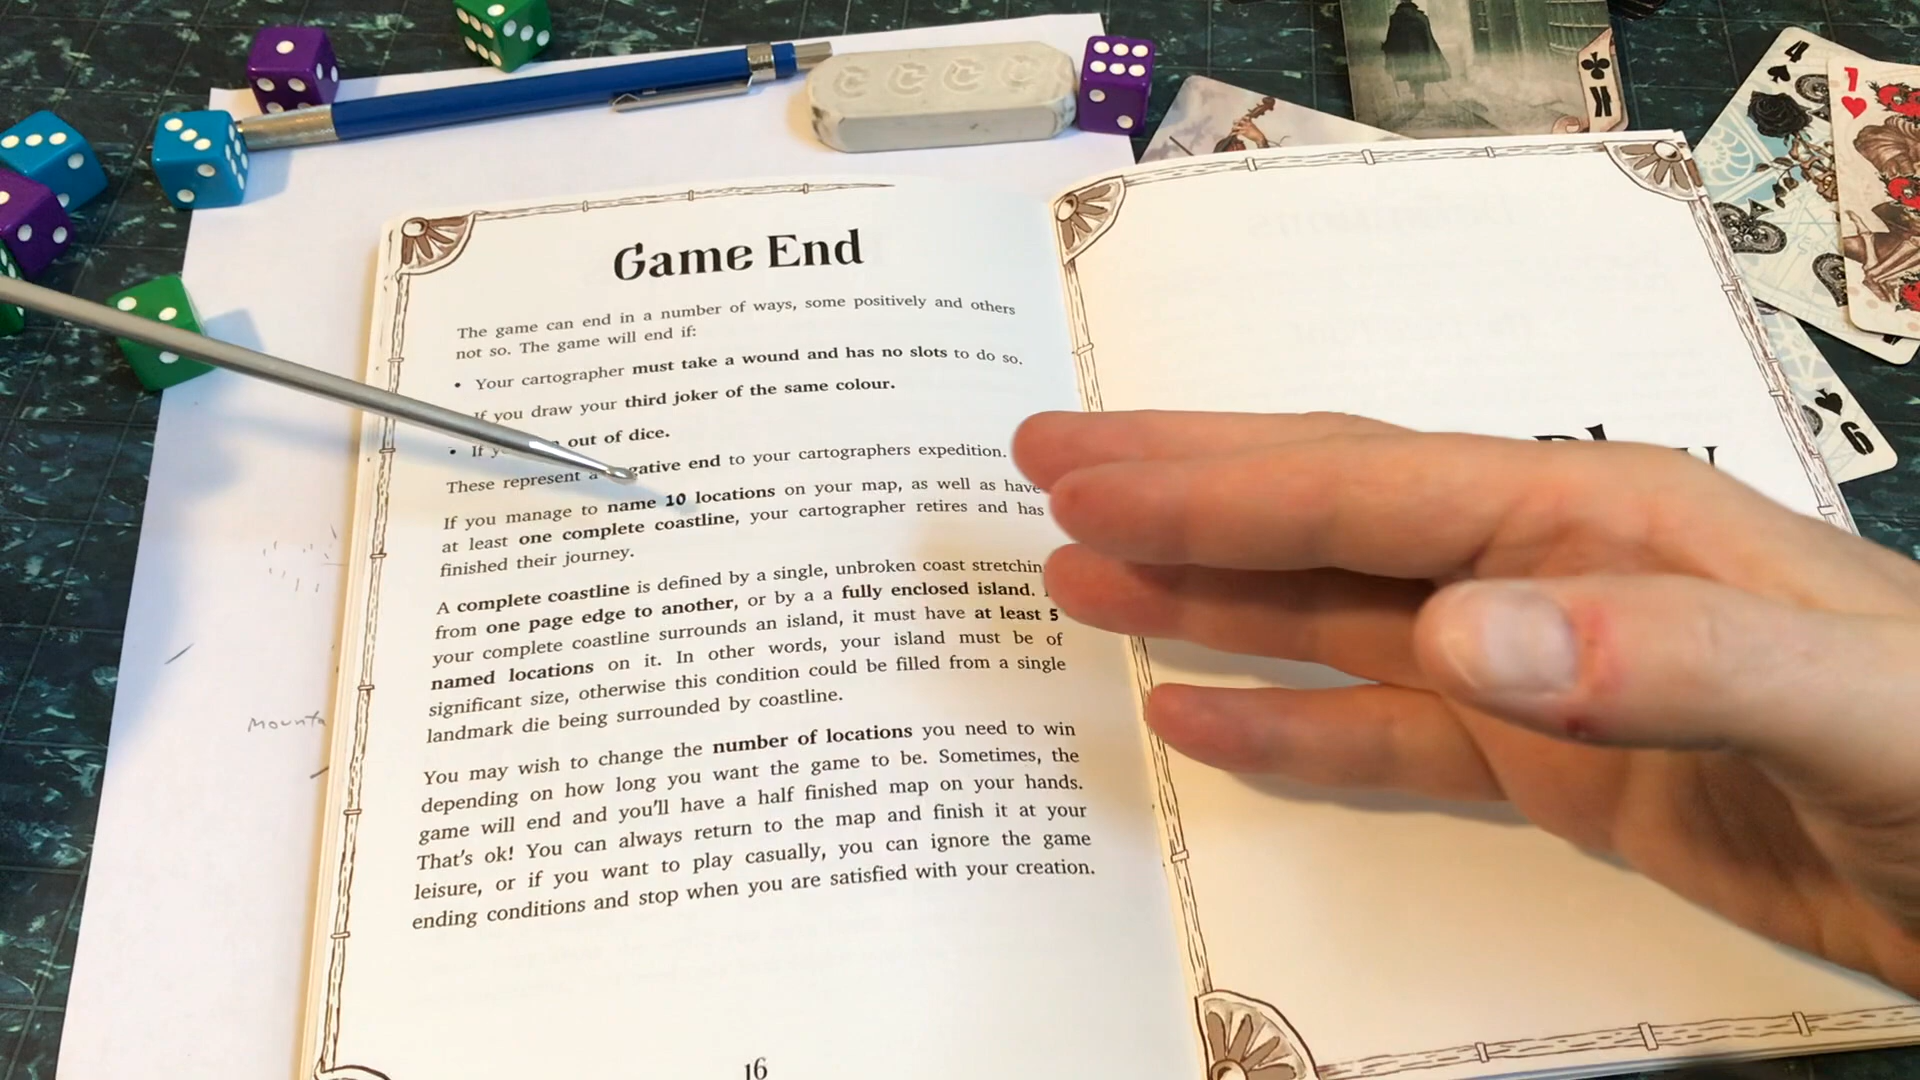 Game End
The game can end in a number of ways, some positively and others
not so. The game will end if:
• Your cartographer must take a wound and has no slots to do so.
If you draw your third joker of the same colour.
• If out of dice.
These represent a gative end to your cartographers expedition.
If you manage to name 10 locations on your map, as well as have
at least one complete coastline, your cartographer retires and has
finished their journey.
A complete coastline is defined by a single, unbroken coast stretchin
from one page edge to another, or by a a fully enclosed island.
your complete coastline surrounds an island, it must have at least 5
named locations on it. In other words, your island must be of
significant size, otherwise this condition could be filled from a single
landmark die being surrounded by coastline.
You may wish to change the number of locations you need to win
depending on how long you want the game to be. Sometimes, the
game will end and you'll have a half finished map on your hands.
That's ok! You can always return to the map and finish it at your
leisure, or if you want to play casually, you can ignore the game
ending conditions and stop when you are satisfied with your creation.
16
Mounta
4
1
9
K